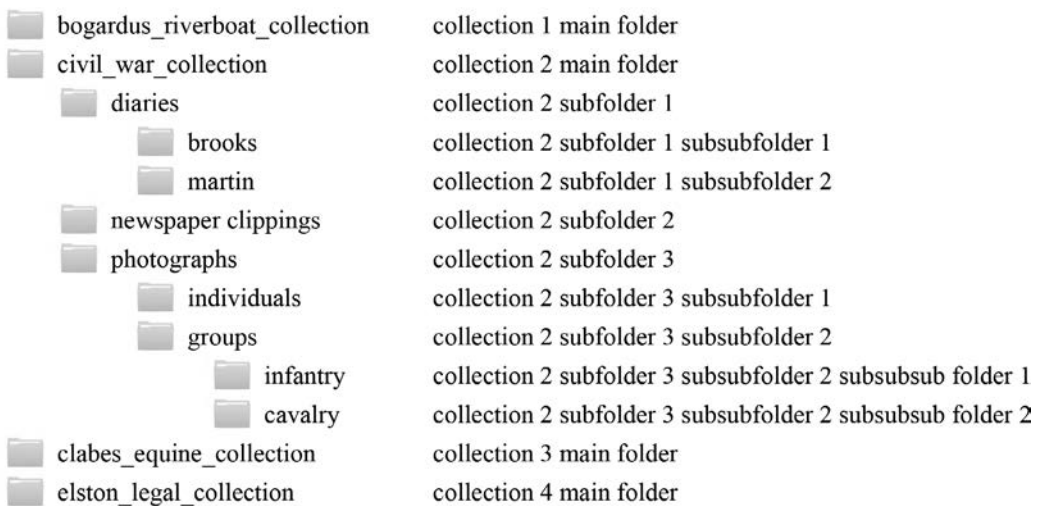 bogardus_riverboat_collection collection 1 main folder
civil_war_collection collection 2 main folder
diaries collection 2 subfolder 1
brooks collection 2 subfolder 1 subsubfolder 1
martin collection 2 subfolder 1 subsubfolder 2
newspaper clippings collection 2 subfolder 2
photographs collection 2 subfolder 3
individuals collection 2 subfolder 3 subsubfolder 1
groups collection 2 subfolder 3 subsubfolder 2
infantry collection 2 subfolder 3 subsubfolder 2 subsubsub folder 1
cavalry collection 2 subfolder 3 subsubfolder 2 subsubsub folder 2
clabes_equine_collection collection 3 main folder
elston_legal_collection collection 4 main folder